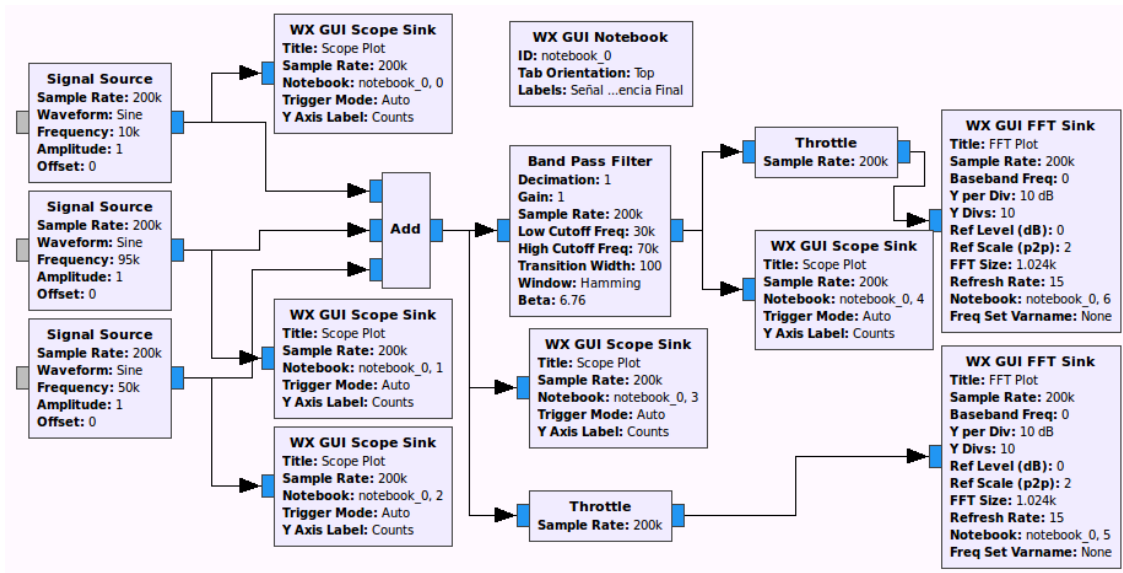 Signal Source
Sample Rate: 200k
Waveform: Sine
Frequency: 10k
Amplitude: 1
Offset: 0
Signal Source
Sample Rate: 200k
Waveform: Sine
Frequency: 95k
Amplitude: 1
Offset: 0
Signal Source
Sample Rate: 200k
Waveform: Sine
Frequency: 50k
Amplitude: 1
Offset: 0
WX GUI Scope Sink
Title: Scope Plot
Sample Rate: 200k
Notebook: notebook_0, 0
Trigger Mode: Auto
Y Axis Label: Counts
Add
WX GUI Scope Sink
Title: Scope Plot
Sample Rate: 200k
Notebook: notebook_0, 1
Trigger Mode: Auto
Y Axis Label: Counts
WX GUI Scope Sink
Title: Scope Plot
Sample Rate: 200k
Notebook: notebook_0, 2
Trigger Mode: Auto
Y Axis Label: Counts
WX GUI Notebook
ID: notebook_0
Tab Orientation: Top
Labels: Señal ...encia Final
Band Pass Filter
Decimation: 1
Gain: 1
Sample Rate: 200k
Low Cutoff Freq: 30k
High Cutoff Freq: 70k
Transition Width: 100
Window: Hamming
Beta: 6.76
WX GUI Scope Sink
Title: Scope Plot
Sample Rate: 200k
Notebook: notebook_0, 3
Trigger Mode: Auto
Y Axis Label: Counts
Throttle
Sample Rate: 200k
Throttle
Sample Rate: 200k
WX GUI Scope Sink
Title: Scope Plot
Sample Rate: 200k
Notebook: notebook_0, 4
Trigger Mode: Auto
Y Axis Label: Counts
WX GUI FFT Sink
Title: FFT Plot
Sample Rate: 200k
Baseband Freq: 0
Y per Div: 10 dB
Y Divs: 10
Ref Level (dB): 0
Ref Scale (p2p): 2
FFT Size: 1.024k
Refresh Rate: 15
Notebook: notebook_0, 6
Freq Set Varname: None
WX GUI FFT Sink
Title: FFT Plot
Sample Rate: 200k
Baseband Freq: 0
Y per Div: 10 dB
Y Divs: 10
Ref Level (dB): 0
Ref Scale (p2p): 2
FFT Size: 1.024k
Refresh Rate: 15
Notebook: notebook_0, 5
Freq Set Varname: None